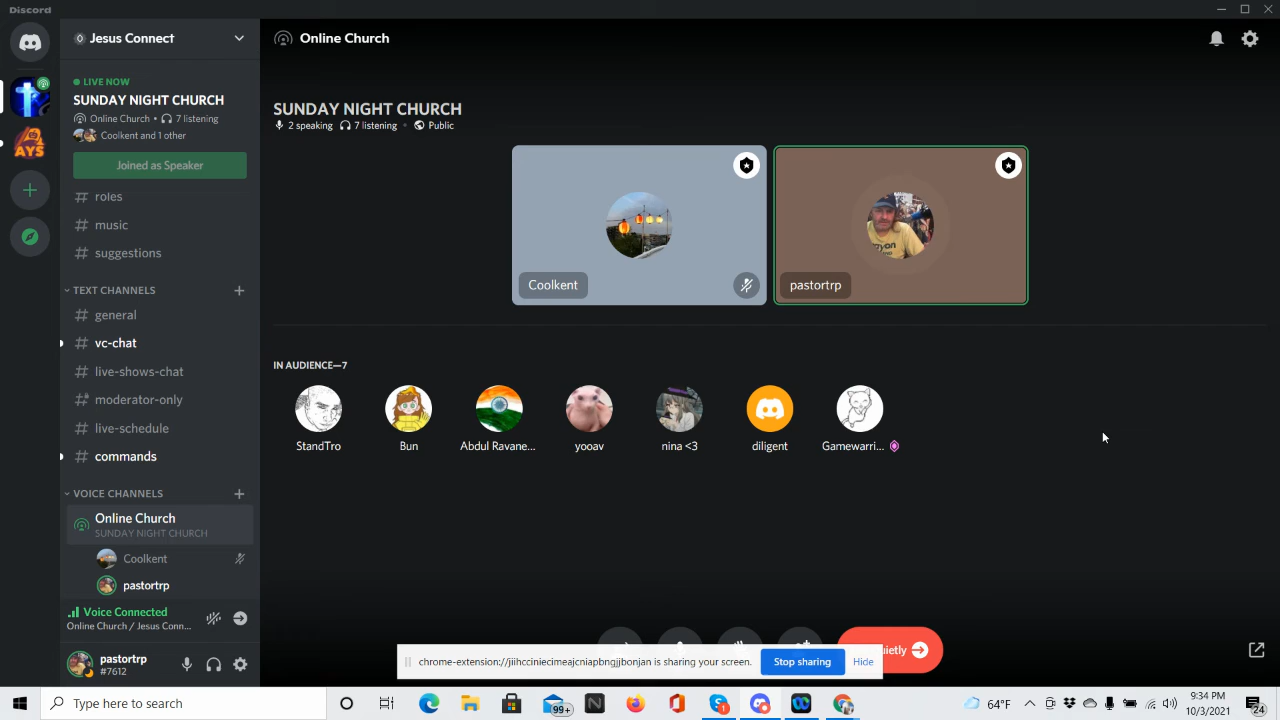 Discord
Jesus Connect
LIVE NOW
SUNDAY NIGHT CHURCH
Online Church • 7 listening
Coolkent and 1 other
Joined as Speaker
AYS
# roles
# music
# suggestions
TEXT CHANNELS
# general
# vc-chat
# live-shows-chat
# moderator-only
# live-schedule
# commands
VOICE CHANNELS
Online Church
SUNDAY NIGHT CHURCH
Coolkent
pastortrp
Voice Connected
Online Church / Jesus Conn...
pastortrp
#7612
Online Church
SUNDAY NIGHT CHURCH
2 speaking 7 listening • Public
Coolkent
pastortrp
IN AUDIENCE—7
StandTro
Bun
Abdul Ravane...
yooav
nina <3
diligent
Gamewarri...
chrome-extension://jiihcciniecimeajcniapbngjjbonjan is sharing your screen.
Stop sharing
Hide
Type here to search
99+
64°F
9:34 PM
10/3/2021
24